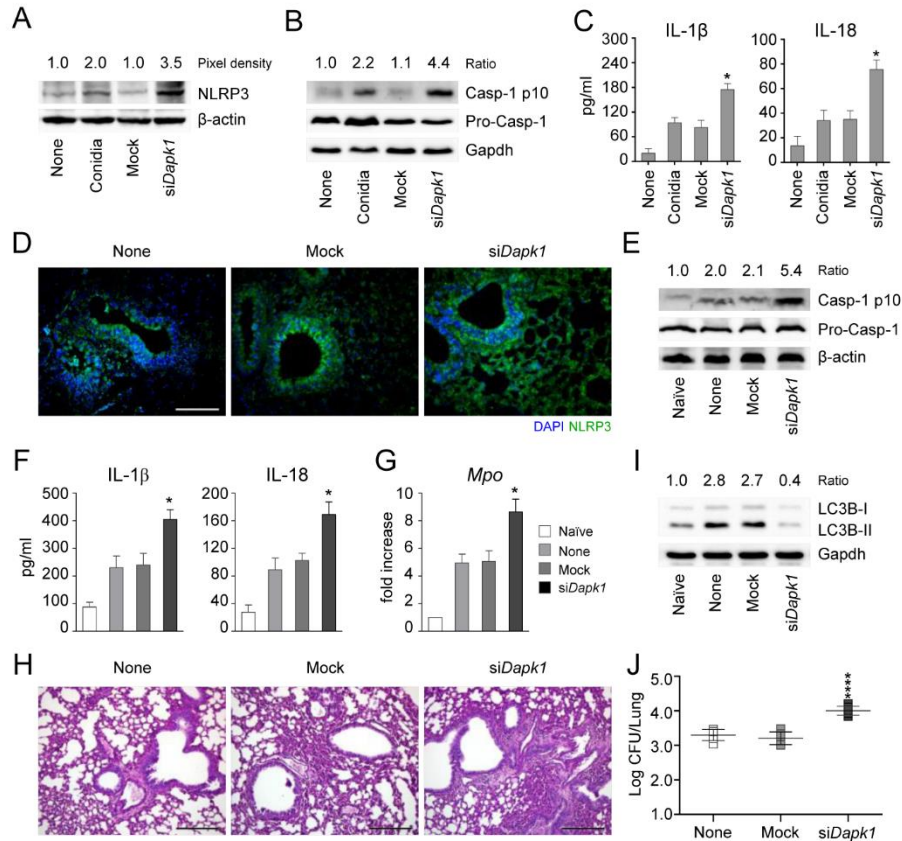 A
1.0 2.0 1.0 3.5 Pixel density
NLRP3
β-actin
None Conidia Mock siDapk1
B
1.0 2.2 1.1 4.4 Ratio
Casp-1 p10
Pro-Casp-1
Gapdh
None Conidia Mock siDapk1
C
IL-1β
pg/ml
300
240
180
120
60
0
*
None Conidia Mock siDapk1
IL-18
100
80
60
40
20
0
*
None Conidia Mock siDapk1
D
None Mock siDapk1
DAPI NLRP3
E
1.0 2.0 2.1 5.4 Ratio
Casp-1 p10
Pro-Casp-1
β-actin
Naïve None Mock siDapk1
F
IL-1β
pg/ml
500
400
300
200
100
0
*
IL-18
200
160
120
80
40
0
*
G
Mpo
fold increase
10
8
6
4
2
0
*
Naïve
None
Mock
siDapk1
H
None Mock siDapk1
I
1.0 2.8 2.7 0.4 Ratio
LC3B-I
LC3B-II
Gapdh
Naïve None Mock siDapk1
J
Log CFU/Lung
5.0
4.0
3.0
2.0
1.0
****
None Mock siDapk1